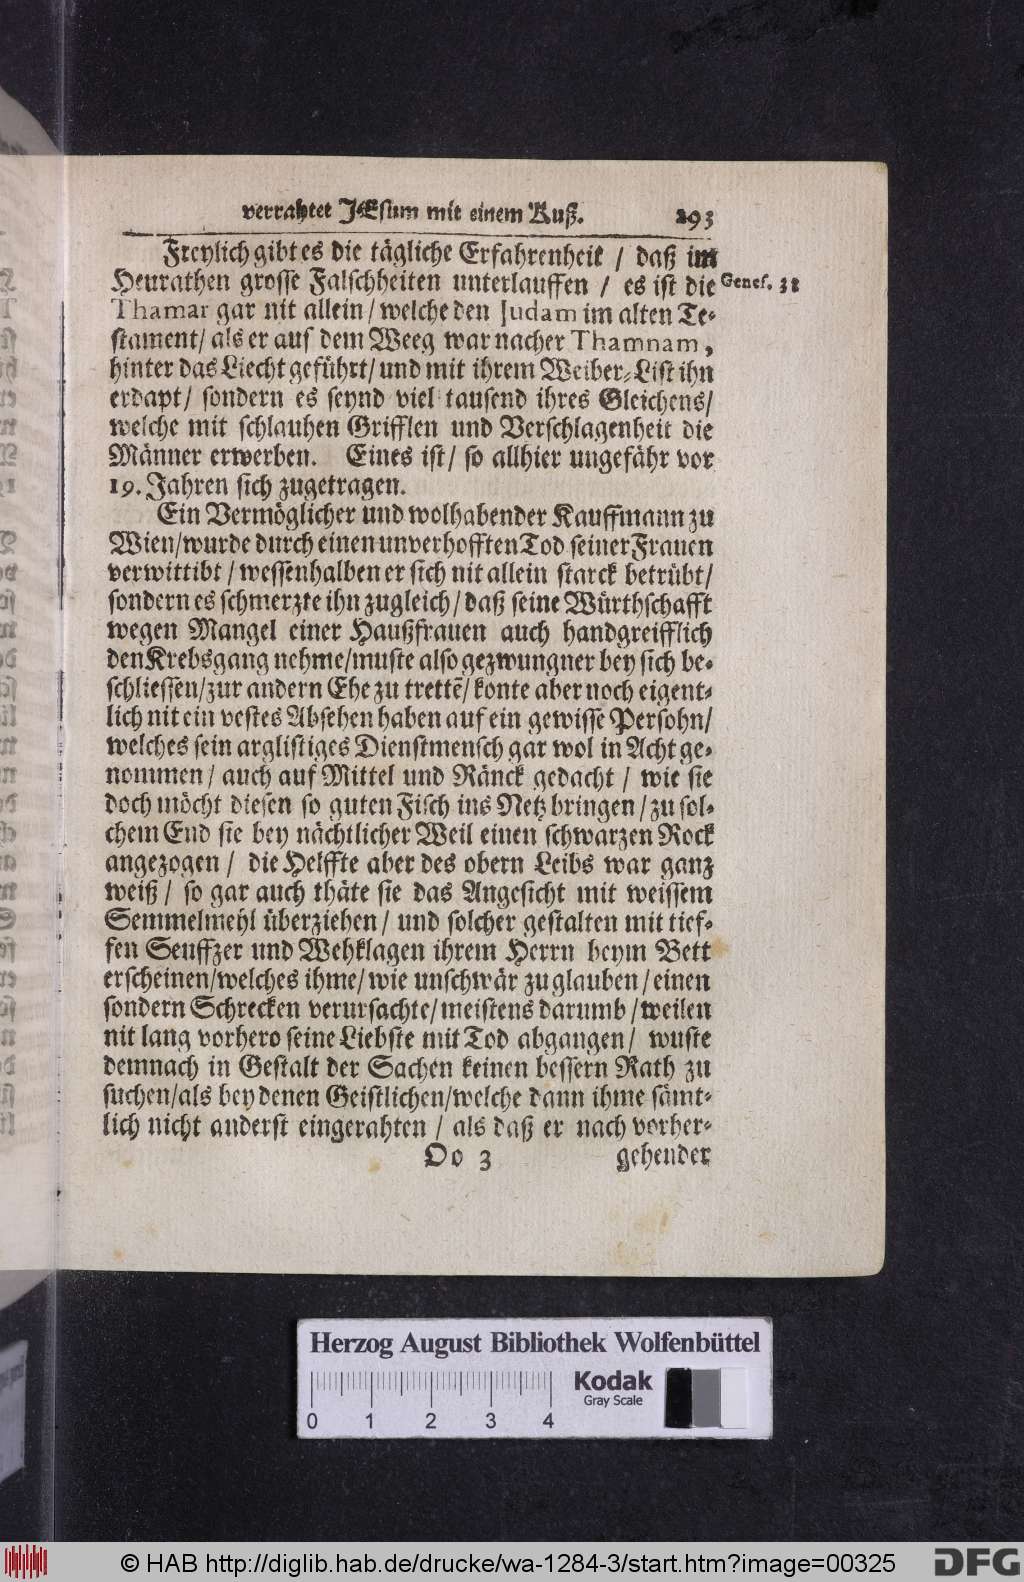 verrahtet JEsum mit einem Kuß. 293
Freylich gibt es die tägliche Erfahrenheit / daß im
Heurathen grosse Falschheiten unterlauffen / es ist die Genes. 38
Thamar gar nit allein / welche den Judam im alten Te-
stament / als er aus dem Weeg war nacher Thamnam,
hinter das Liecht geführt / und mit ihrem Weiber-List ihn
erdapt / sondern es seynd viel tausend ihres Gleichens /
welche mit schlauhen Grifflen und Verschlagenheit die
Männer erwerben. Eines ist / so allhier ungefähr vor
19. Jahren sich zugetragen.
Ein Vermöglicher und wolhabender Kauffmann zu
Wien / wurde durch einen unverhofften Tod seiner Frauen
verwittibt / wessenhalben er sich nit allein starck betrübt /
sondern es schmerzte ihn zugleich / daß seine Würthschafft
wegen Mangel einer Haußfrauen auch handgreifflich
den Krebsgang nehme / muste also gezwungner bey sich be-
schliessen / zur andern Ehe zu trettē / konte aber noch eigent-
lich nit ein vestes Absehen haben auf ein gewisse Persohn /
welches sein arglistiges Dienstmensch gar wol in Acht ge-
nommen / auch auf Mittel und Ränck gedacht / wie sie
doch möcht diesen so guten Fisch ins Netz bringen / zu sol-
chem End sie bey nächtlicher Weil einen schwarzen Rock
angezogen / die Helffte aber des obern Leibs war ganz
weiß / so gar auch thäte sie das Angesicht mit weissem
Semmelmeyl überziehen / und solcher gestalten mit tief-
fen Seuffzer und Wehklagen ihrem Herrn beym Bett
erscheinen / welches ihme / wie unschwär zu glauben / einen
sondern Schrecken verursachte / meistens darumb / weilen
nit lang vorhero seine Liebste mit Tod abgangen / wuste
demnach in Gestalt der Sachen keinen bessern Rath zu
suchen / als bey denen Geistlichen / welche dann ihme sämt-
lich nicht anderst eingerahten / als daß er nach vorher-
Oo 3 gehender
Herzog August Bibliothek Wolfenbüttel
Kodak
Gray Scale
0 1 2 3 4
© HAB http://diglib.hab.de/drucke/wa-1284-3/start.htm?image=00325
DFG